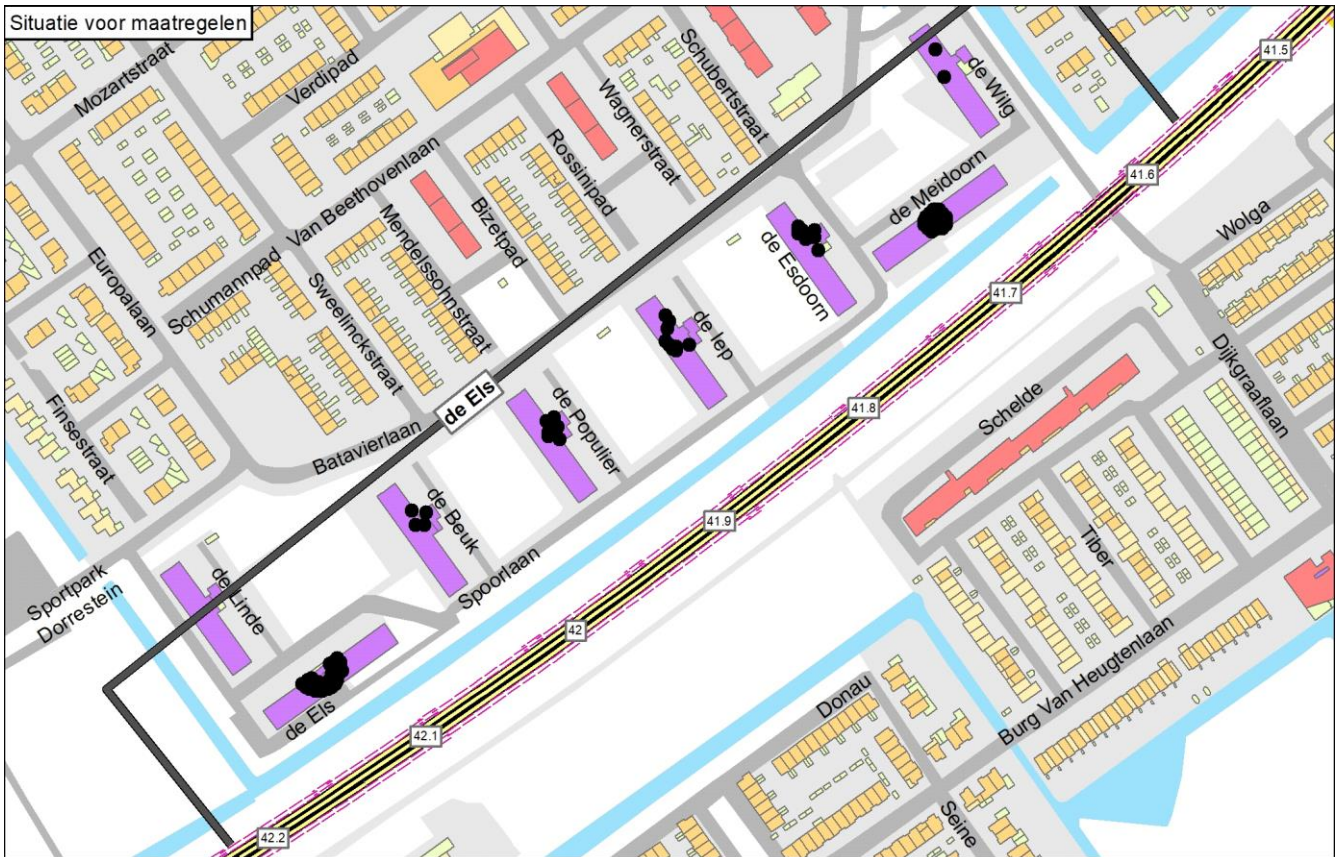 Situatie voor maatregelen
Mozartstraat
Verdipad
Schubertstraat
de Wilg
41.5
Wagnerstraat
Rossinipad
Van Beethovenlaan
Bizetpad
de Meidoorn
41.6
Wolga
Europalaan
Schumannpad
Mendelssohnstraat
Sweelinckstraat
de Esdoorn
41.7
de Iep
Dijkgraaflaan
Finsestraat
de Els
41.8
Schelde
Batavierlaan
de Populier
de Beuk
41.9
Tiber
Sportpark
Dorrestein
de Linde
Spoorlaan
42
Burg Van Heugtenlaan
de Els
42.1
Donau
Seine
42.2